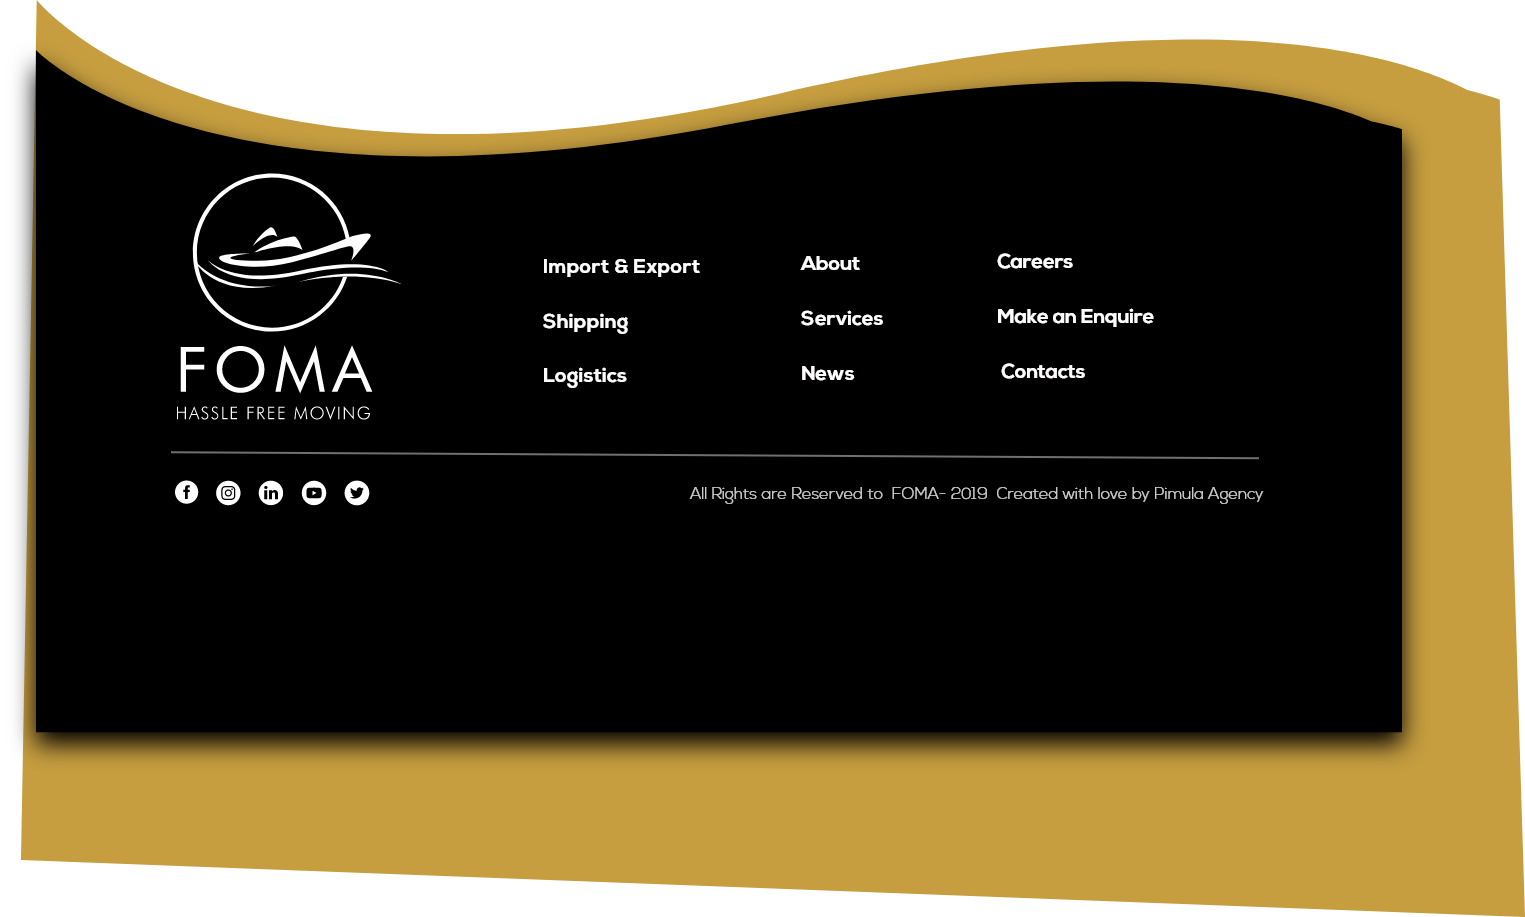 FOMA
HASSLE FREE MOVING
Import & Export
Shipping
Logistics
About
Services
News
Careers
Make an Enquire
Contacts
All Rights are Reserved to FOMA- 2019 Created with love by Pimula Agency